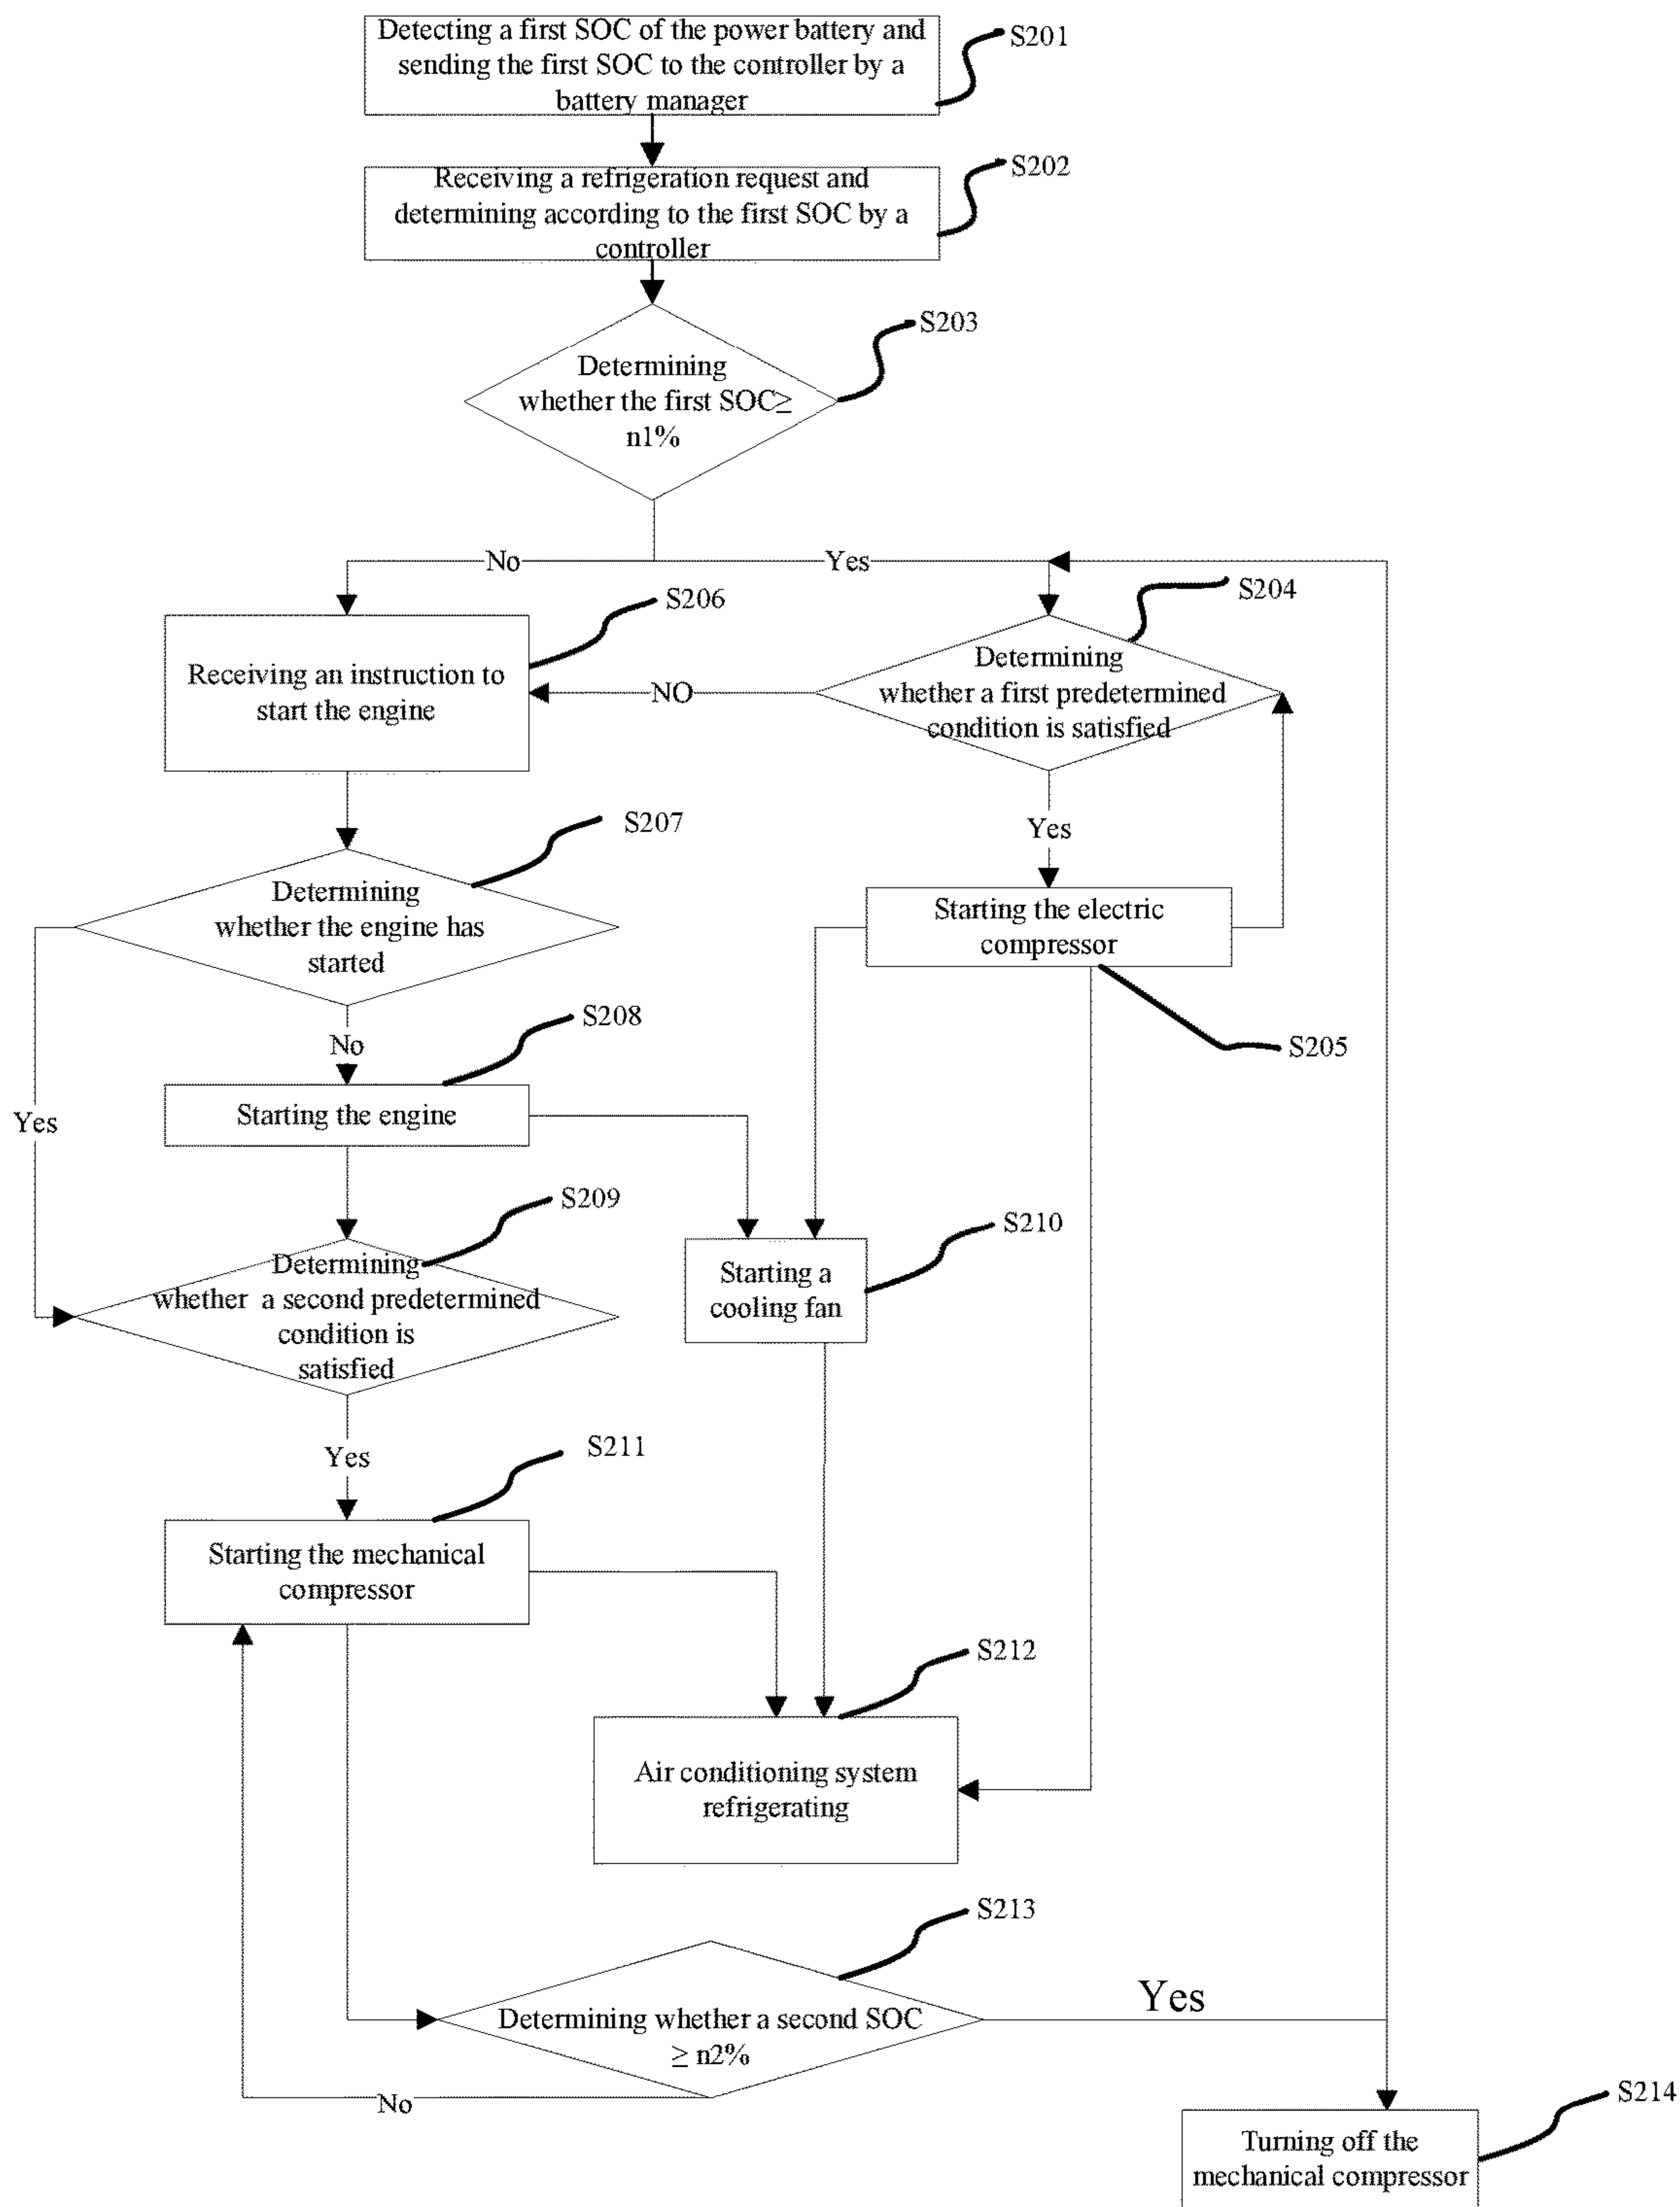 Detecting a first SOC of the power battery and
sending the first SOC to the controller by a
battery manager
S201
Receiving a refrigeration request and
determining according to the first SOC by a
controller
S202
Determining
whether the first SOC≥
n1%
S203
No
Yes
S206
Receiving an instruction to
start the engine
S204
Determining
whether a first predetermined
condition is satisfied
NO
Yes
S207
Determining
whether the engine has
started
Starting the electric
compressor
S205
No
Yes
S208
Starting the engine
S209
Determining
whether a second predetermined
condition is
satisfied
S210
Starting a
cooling fan
Yes
S211
Starting the mechanical
compressor
S212
Air conditioning system
refrigerating
S213
Determining whether a second SOC
≥ n2%
Yes
No
S214
Turning off the
mechanical compressor